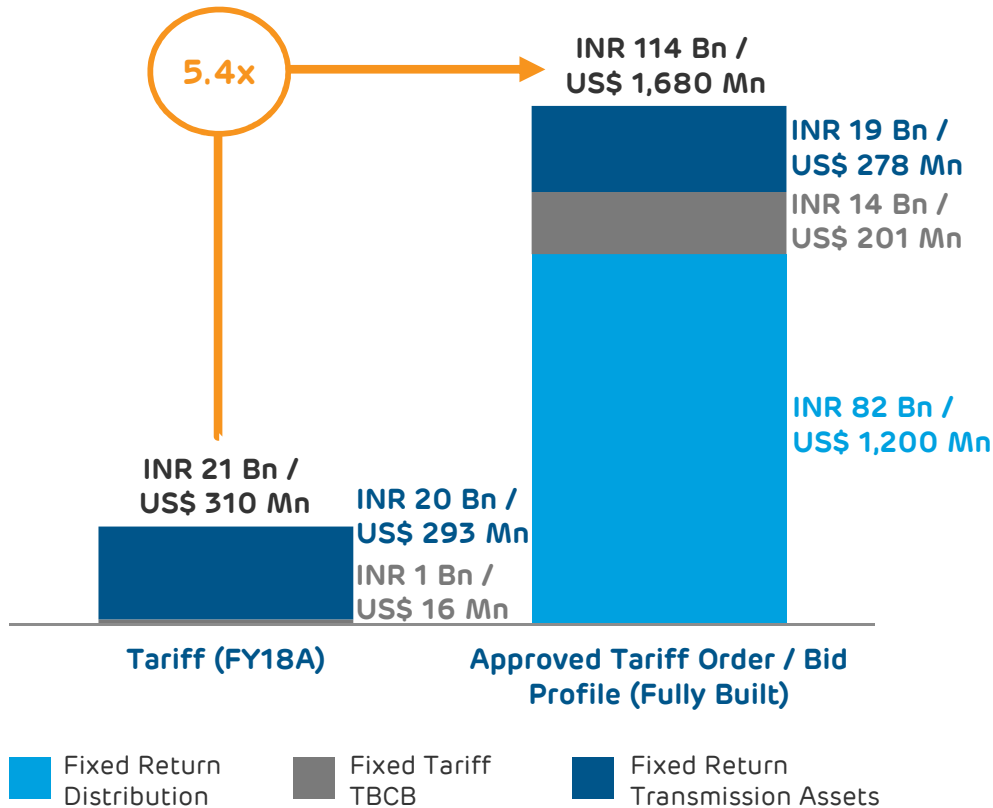 5.4x
INR 114 Bn /
US$ 1,680 Mn
INR 19 Bn /
US$ 278 Mn
INR 14 Bn /
US$ 201 Mn
INR 82 Bn /
US$ 1,200 Mn
INR 21 Bn /
US$ 310 Mn
INR 20 Bn /
US$ 293 Mn
INR 1 Bn /
US$ 16 Mn
Tariff (FY18A)
Approved Tariff Order / Bid
Profile (Fully Built)
Fixed Return
Distribution
Fixed Tariff
TBCB
Fixed Return
Transmission Assets